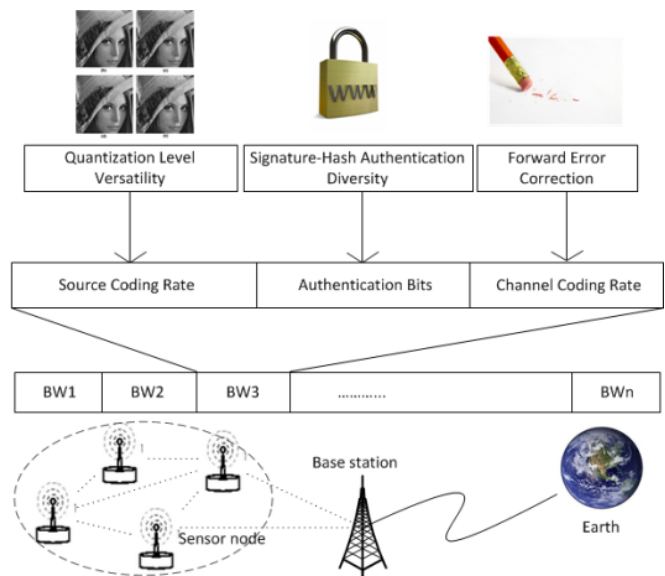 WWW
Quantization Level
Versatility
Signature-Hash Authentication
Diversity
Forward Error
Correction
Source Coding Rate
Authentication Bits
Channel Coding Rate
BW1
BW2
BW3
............
BWn
Base station
Sensor node
Earth